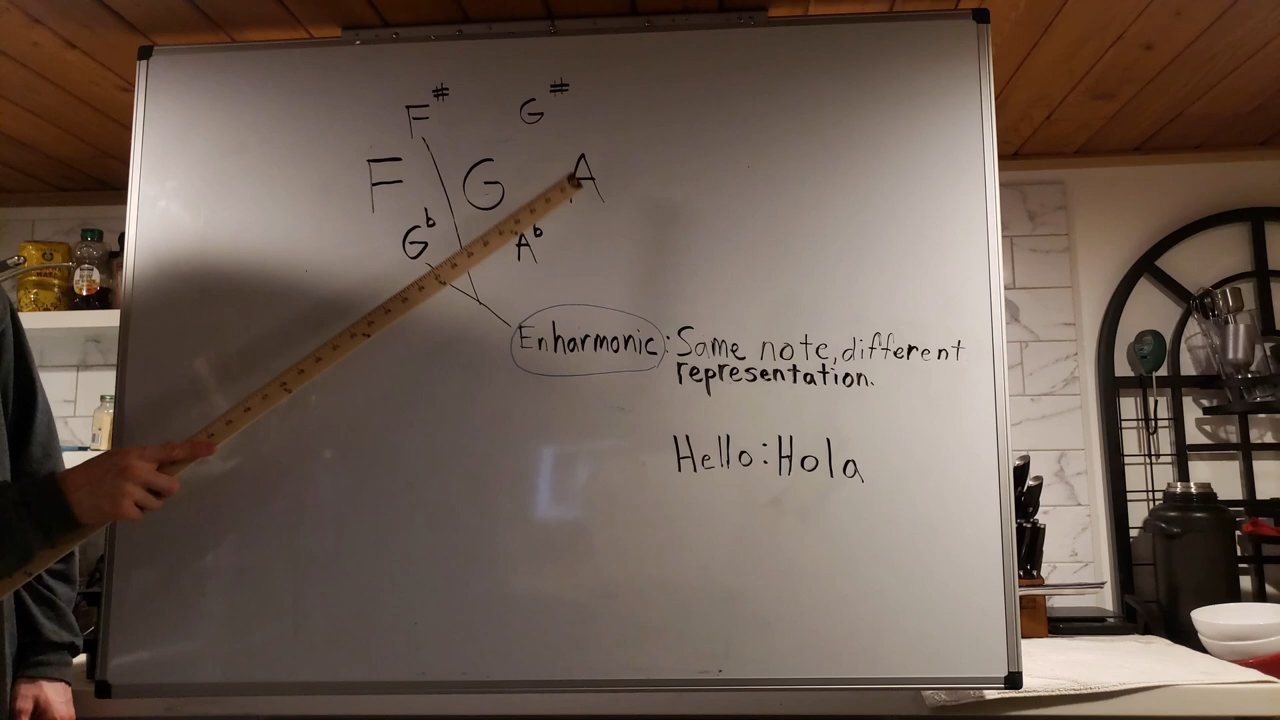 F# G#
F G A
Gb Ab
Enharmonic: Same note, different
representation.
Hello: Hola